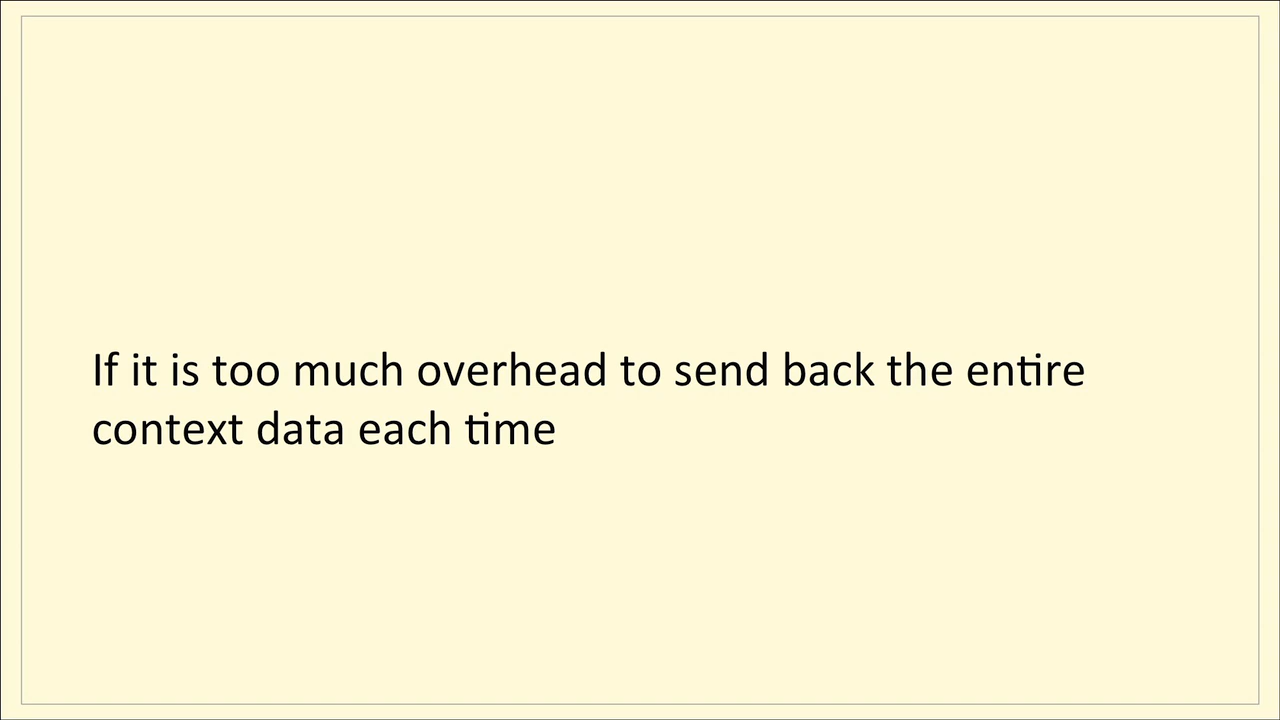 If it is too much overhead to send back the entire
context data each time